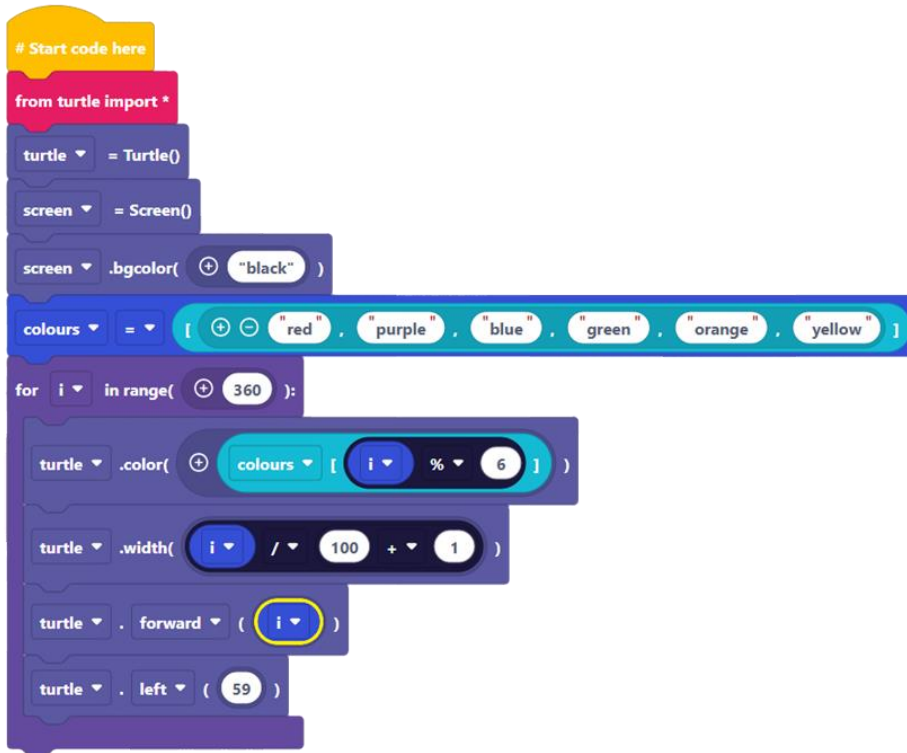 # Start code here
from turtle import *
turtle = Turtle()
screen = Screen()
screen .bgcolor( "black" )
colours = [ "red" , "purple" , "blue" , "green" , "orange" , "yellow" ]
for i in range( 360 ):
turtle .color( colours [ i % 6 ] )
turtle .width( i / 100 + 1 )
turtle . forward ( i )
turtle . left ( 59 )